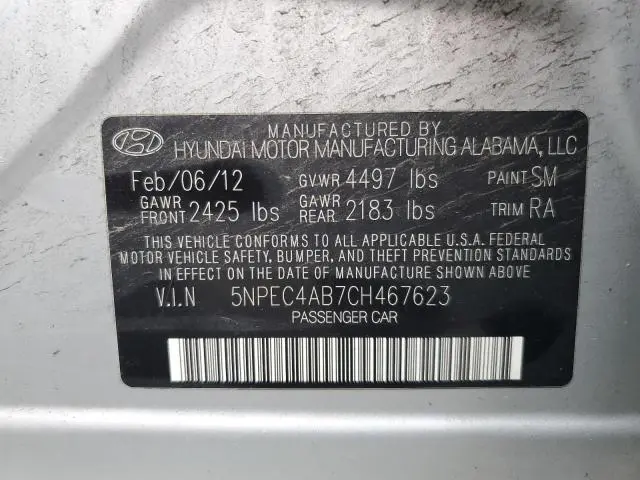 MANUFACTURED BY
HYUNDAI MOTOR MANUFACTURING ALABAMA, LLC
Feb/06/12 GVWR 4497 lbs PAINT SM
GAWR FRONT 2425 lbs GAWR REAR 2183 lbs TRIM RA
THIS VEHICLE CONFORMS TO ALL APPLICABLE U.S.A. FEDERAL
MOTOR VEHICLE SAFETY, BUMPER, AND THEFT PREVENTION STANDARDS
IN EFFECT ON THE DATE OF MANUFACTURE SHOWN ABOVE
V.I.N 5NPEC4AB7CH467623
PASSENGER CAR